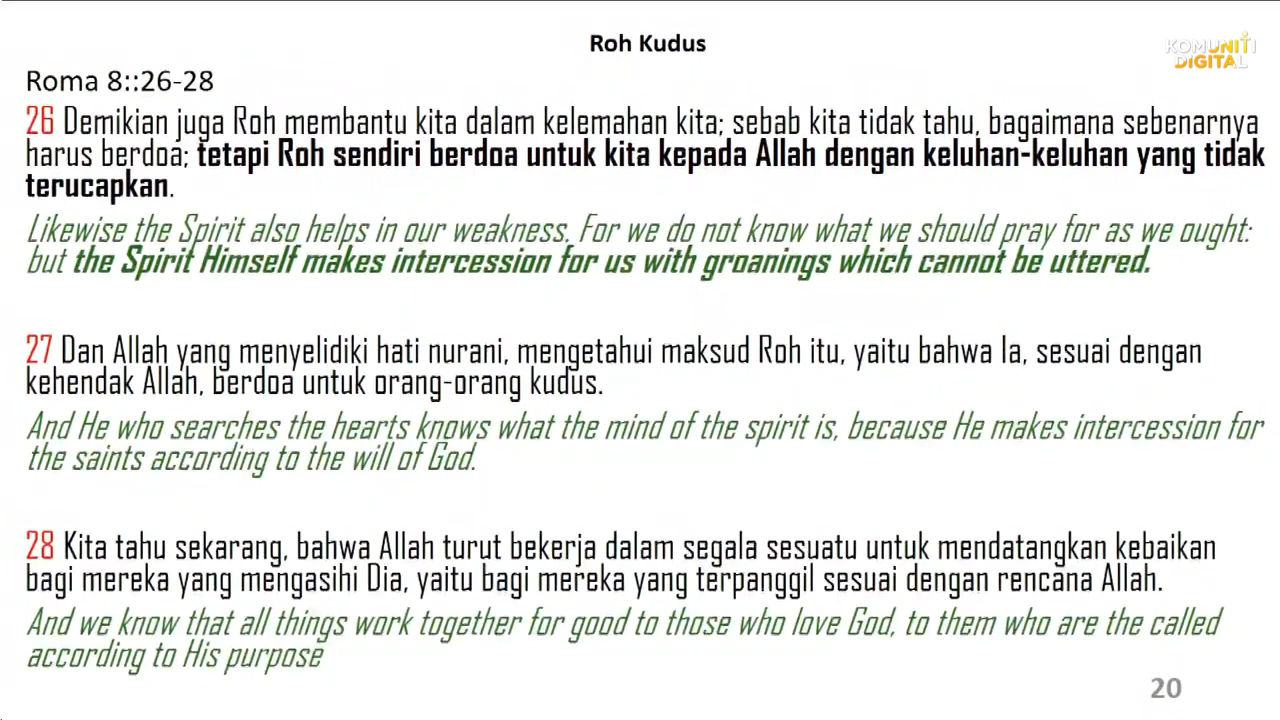 Roh Kudus
KOMUNITI
DIGITAL
Roma 8::26-28
26 Demikian juga Roh membantu kita dalam kelemahan kita; sebab kita tidak tahu, bagaimana sebenarnya
harus berdoa; tetapi Roh sendiri berdoa untuk kita kepada Allah dengan keluhan-keluhan yang tidak
terucapkan.
Likewise the Spirit also helps in our weakness. For we do not know what we should pray for as we ought:
but the Spirit Himself makes intercession for us with groanings which cannot be uttered.
27 Dan Allah yang menyelidiki hati nurani, mengetahui maksud Roh itu, yaitu bahwa Ia, sesuai dengan
kehendak Allah, berdoa untuk orang-orang kudus.
And He who searches the hearts knows what the mind of the spirit is, because He makes intercession for
the saints according to the will of God.
28 Kita tahu sekarang, bahwa Allah turut bekerja dalam segala sesuatu untuk mendatangkan kebaikan
bagi mereka yang mengasihi Dia, yaitu bagi mereka yang terpanggil sesuai dengan rencana Allah.
And we know that all things work together for good to those who love God, to them who are the called
according to His purpose
20